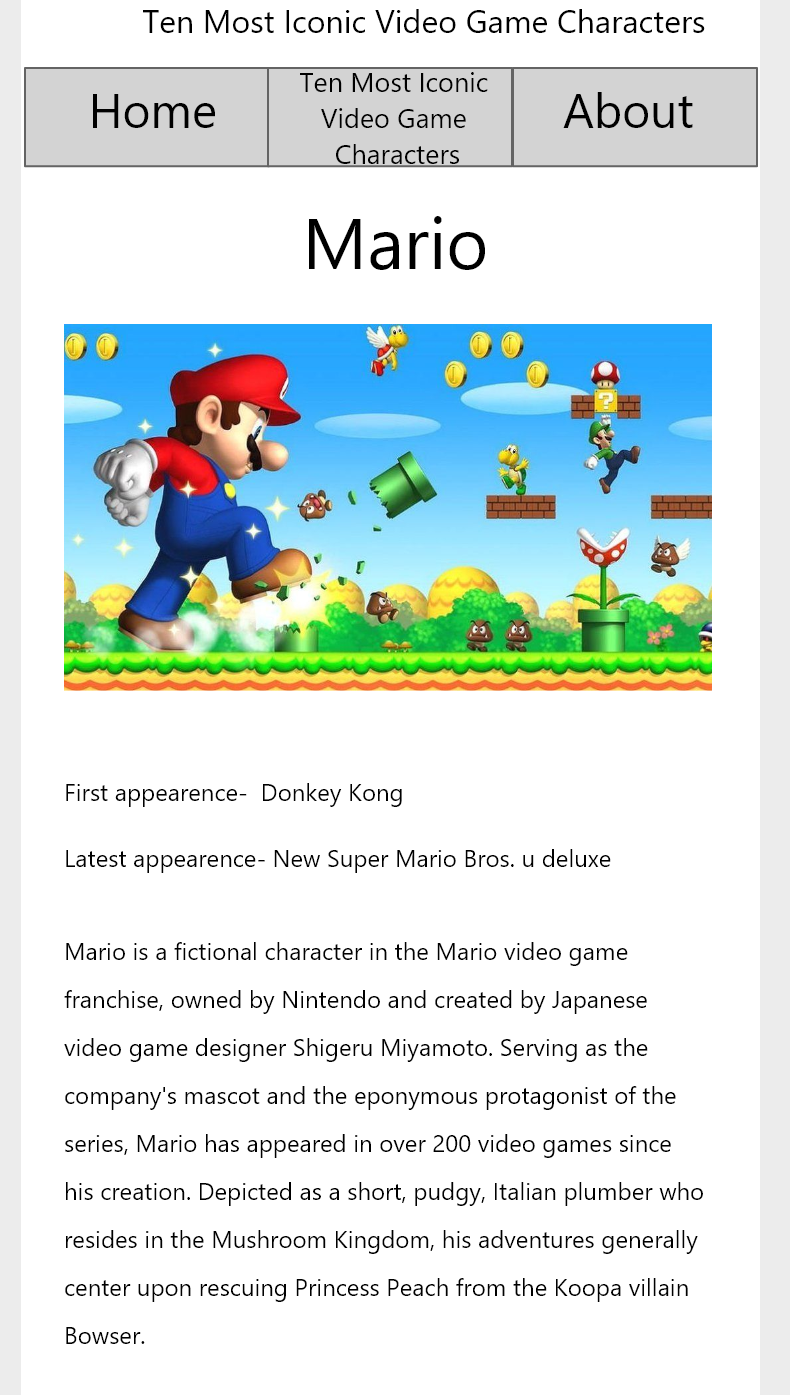 Ten Most Iconic Video Game Characters
Home
Ten Most Iconic
Video Game
Characters
About
Mario
?
First appearence-  Donkey Kong
Latest appearence- New Super Mario Bros. u deluxe
Mario is a fictional character in the Mario video game
franchise, owned by Nintendo and created by Japanese
video game designer Shigeru Miyamoto. Serving as the
company's mascot and the eponymous protagonist of the
series, Mario has appeared in over 200 video games since
his creation. Depicted as a short, pudgy, Italian plumber who
resides in the Mushroom Kingdom, his adventures generally
center upon rescuing Princess Peach from the Koopa villain
Bowser.